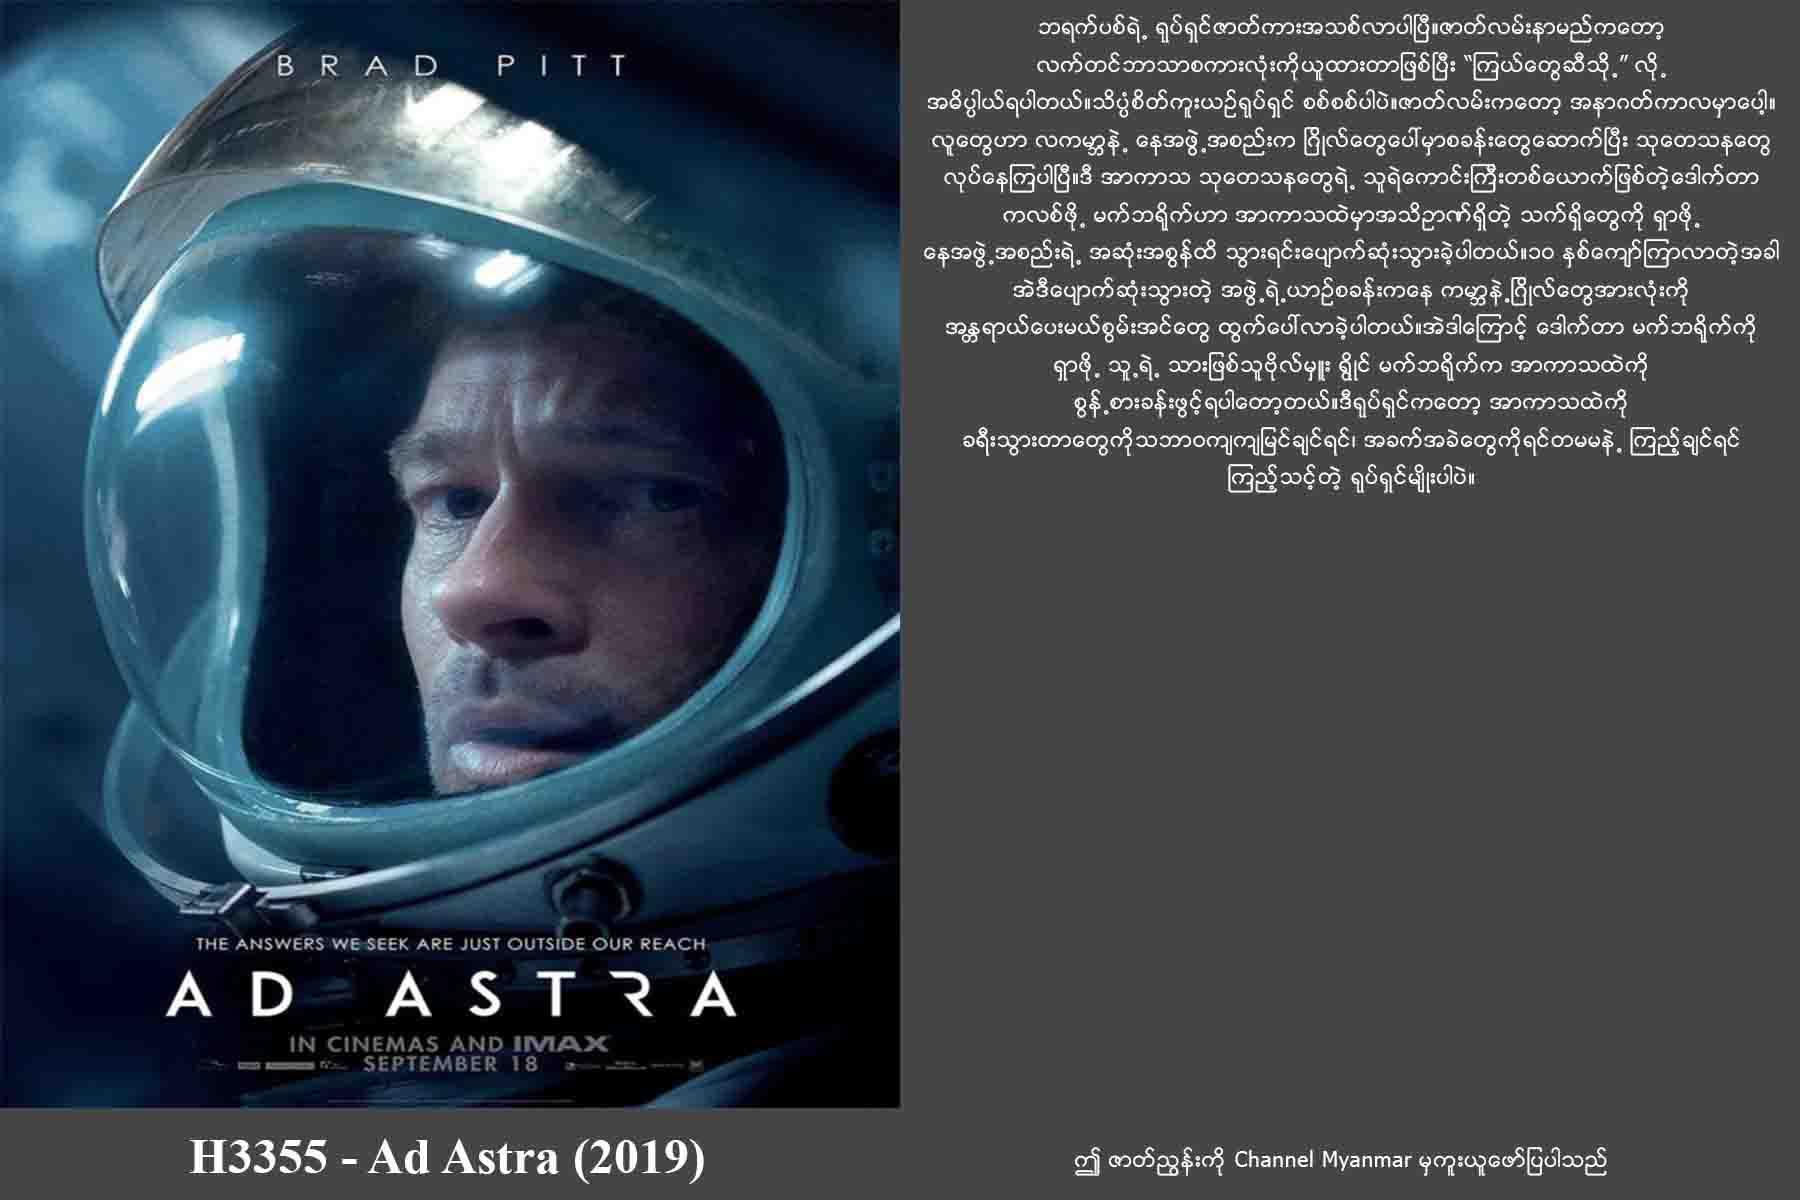 BRAD PITT
THE ANSWERS WE SEEK ARE JUST OUTSIDE OUR REACH
AD ASTRA
IN CINEMAS AND IMAX
SEPTEMBER 18
H3355 - Ad Astra (2019)
ဘရက်ပစ်ရဲ့ ရုပ်ရှင်ဇာတ်ကားအသစ်လာပါပြီ။ဇာတ်လမ်းနာမည်ကတော့
လက်တင်ဘာသာစကားလုံးကိုယူထားတာဖြစ်ပြီး “ကြယ်တွေဆီသို့” လို့
အဓိပ္ပါယ်ရပါတယ်။သိပ္ပံစိတ်ကူးယဉ်ရုပ်ရှင် စစ်စစ်ပါပဲ။ဇာတ်လမ်းကတော့ အနာဂတ်ကာလမှာပေါ့။
လူတွေဟာ လကမ္ဘာနဲ့ နေအဖွဲ့အစည်းက ဂြိုလ်တွေပေါ်မှာစခန်းတွေဆောက်ပြီး သုတေသနတွေ
လုပ်နေကြပါပြီ။ဒီ အာကာသ သုတေသနတွေရဲ့ သူရဲကောင်းကြီးတစ်ယောက်ဖြစ်တဲ့ဒေါက်တာ
ကလစ်ဖို့ မက်ဘရိုက်ဟာ အာကာသထဲမှာအသိဉာဏ်ရှိတဲ့ သက်ရှိတွေကို ရှာဖို့
နေအဖွဲ့အစည်းရဲ့ အဆုံးအစွန်ထိ သွားရင်းပျောက်ဆုံးသွားခဲ့ပါတယ်။၁၀ နှစ်ကျော်ကြာလာတဲ့အခါ
အဲဒီပျောက်ဆုံးသွားတဲ့ အဖွဲ့ရဲ့ယာဉ်စခန်းကနေ ကမ္ဘာနဲ့ဂြိုလ်တွေအားလုံးကို
အန္တရာယ်ပေးမယ်စွမ်းအင်တွေ ထွက်ပေါ်လာခဲ့ပါတယ်။အဲဒါကြောင့် ဒေါက်တာ မက်ဘရိုက်ကို
ရှာဖို့ သူ့ရဲ့ သားဖြစ်သူဗိုလ်မှူး ရွိုင် မက်ဘရိုက်က အာကာသထဲကို
စွန့်စားခန်းဖွင့်ရပါတော့တယ်။ဒီရုပ်ရှင်ကတော့ အာကာသထဲကို
ခရီးသွားတာတွေကိုသဘာဝကျကျမြင်ချင်ရင်၊ အခက်အခဲတွေကိုရင်တမမနဲ့ ကြည့်ချင်ရင်
ကြည့်သင့်တဲ့ ရုပ်ရှင်မျိုးပါပဲ။
ဤ ဇာတ်ညွှန်းကို Channel Myanmar မှကူးယူဖော်ပြပါသည်